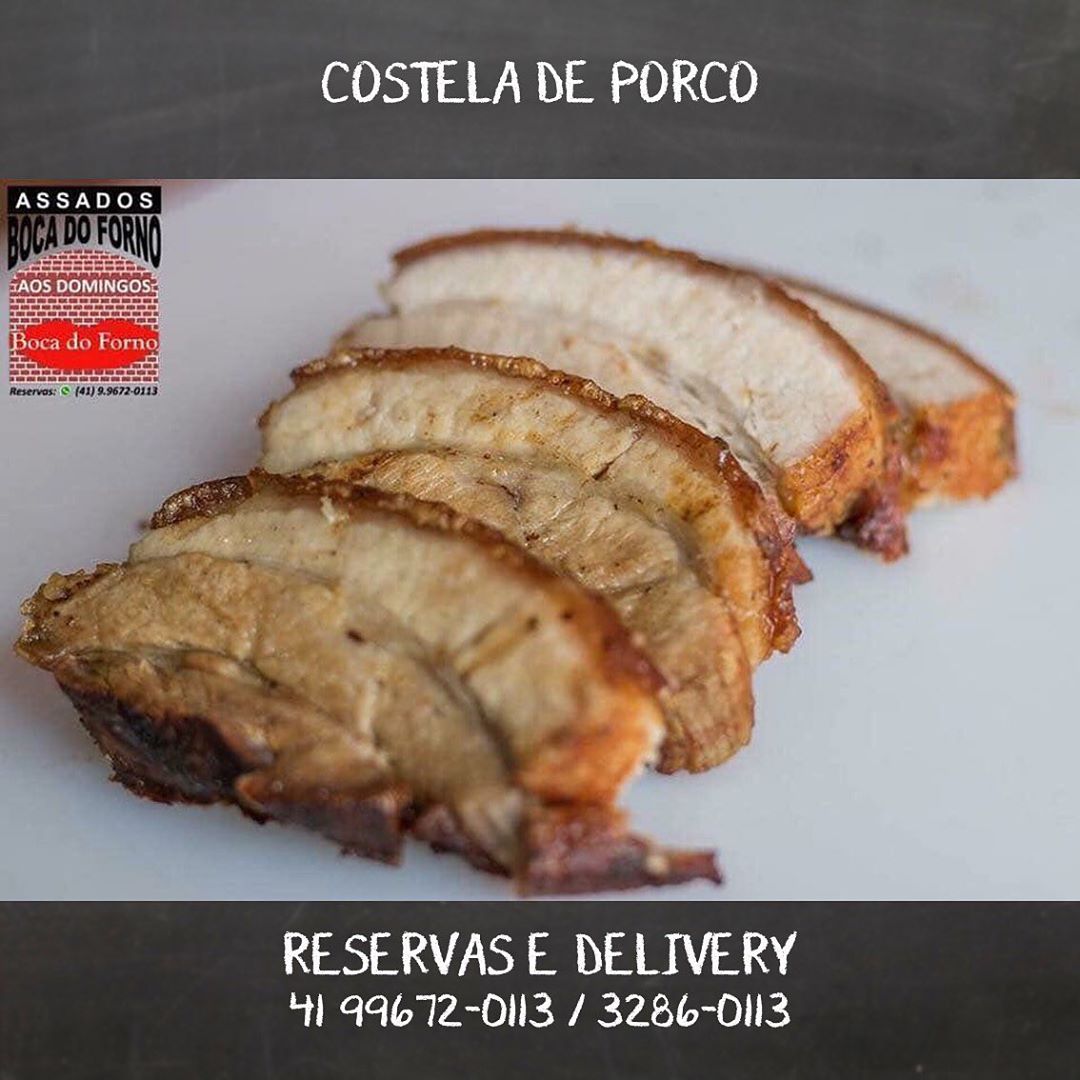 COSTELA DE PORCO
ASSADOS
BOCA DO FORNO
AOS DOMINGOS
Boca do Forno
Reservas: (41) 9.9672-0113
RESERVAS E DELIVERY
41 99672-0113 / 3286-0113